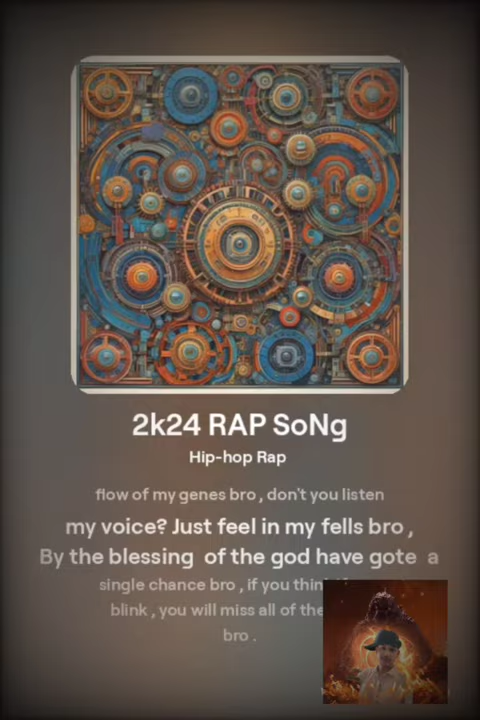 2k24 RAP SoNg
Hip-hop Rap
flow of my genes bro , don't you listen
my voice? Just feel in my fells bro ,
By the blessing of the god have gote a
single chance bro , if you
blink , you will miss all of the
bro .